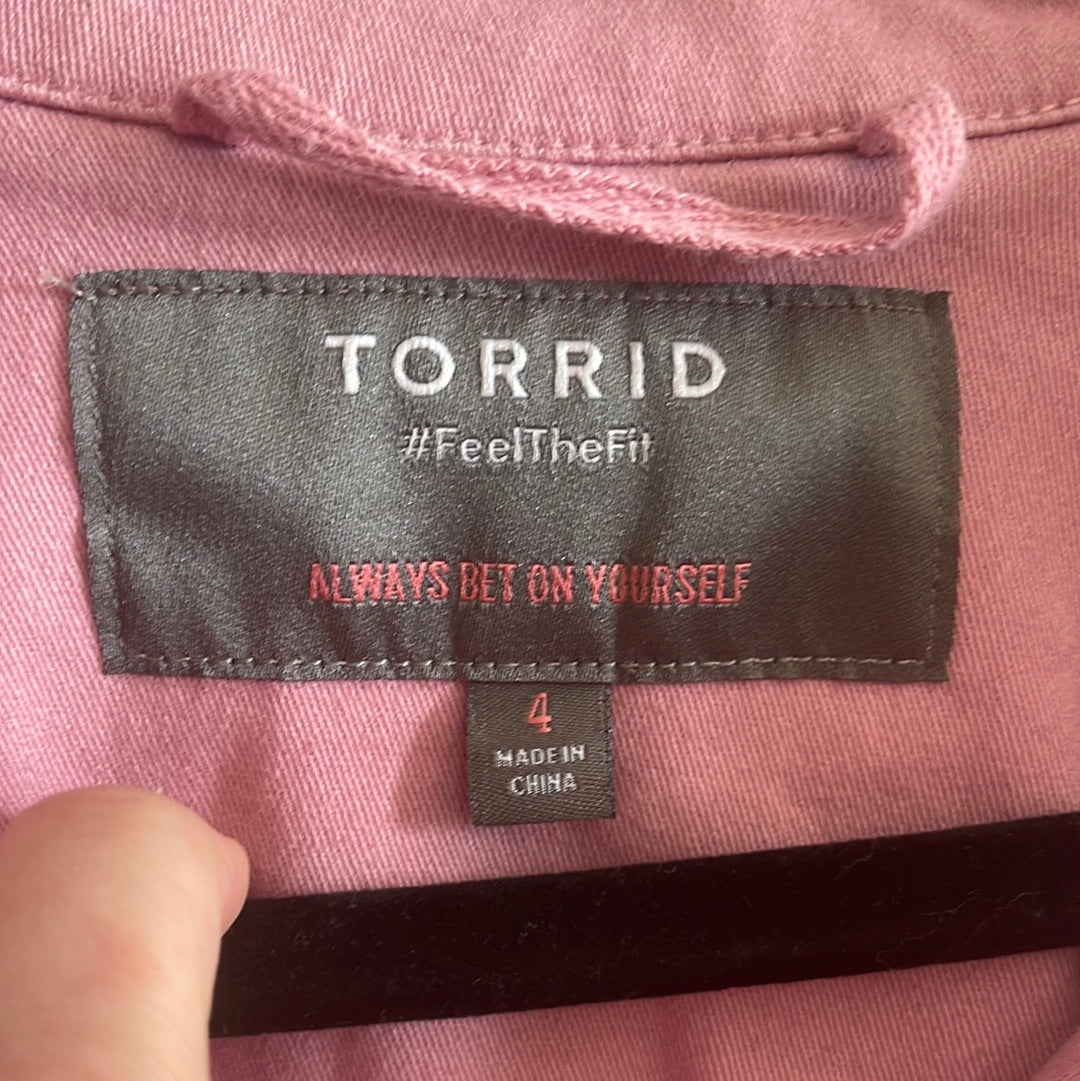 TORRID
#FeelTheFit
ALWAYS BET ON YOURSELF
4
MADE IN
CHINA